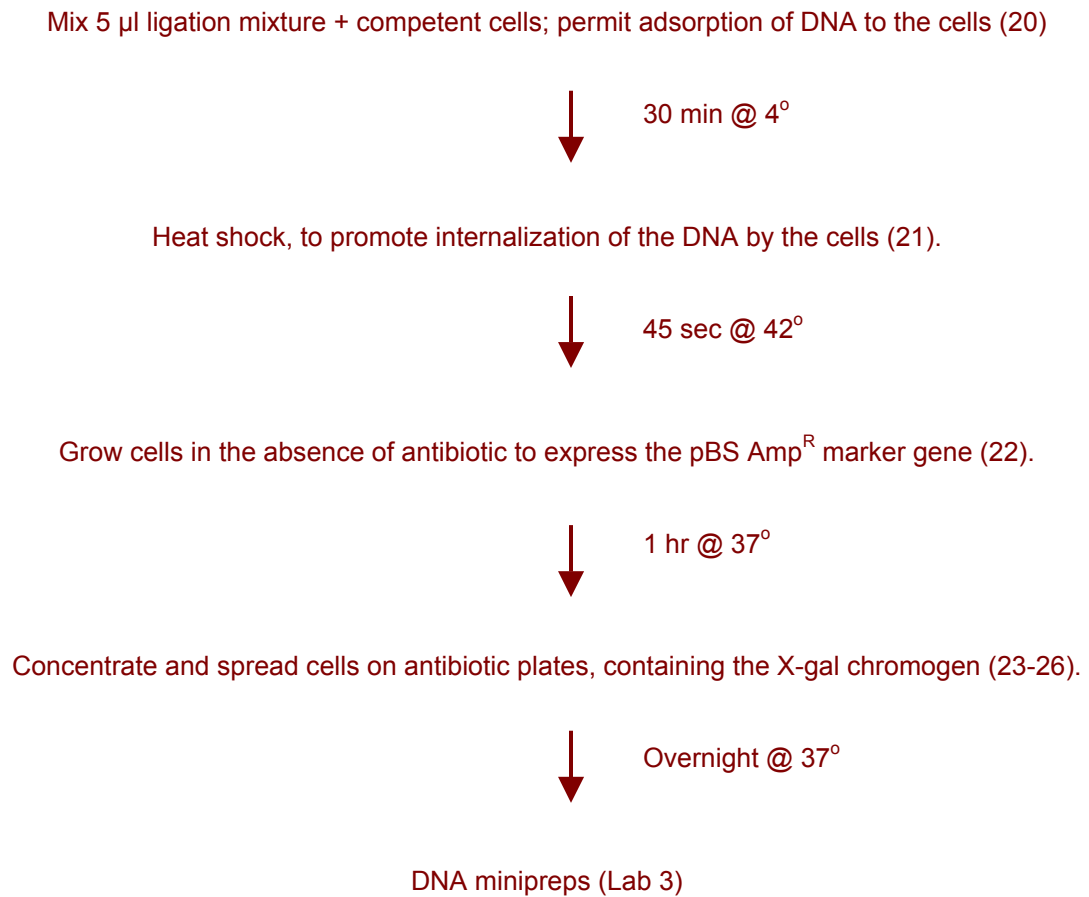 Mix 5 µl ligation mixture + competent cells; permit adsorption of DNA to the cells (20)
30 min @ 4°
Heat shock, to promote internalization of the DNA by the cells (21).
45 sec @ 42°
Grow cells in the absence of antibiotic to express the pBS Amp^R marker gene (22).
1 hr @ 37°
Concentrate and spread cells on antibiotic plates, containing the X-gal chromogen (23-26).
Overnight @ 37°
DNA minipreps (Lab 3)